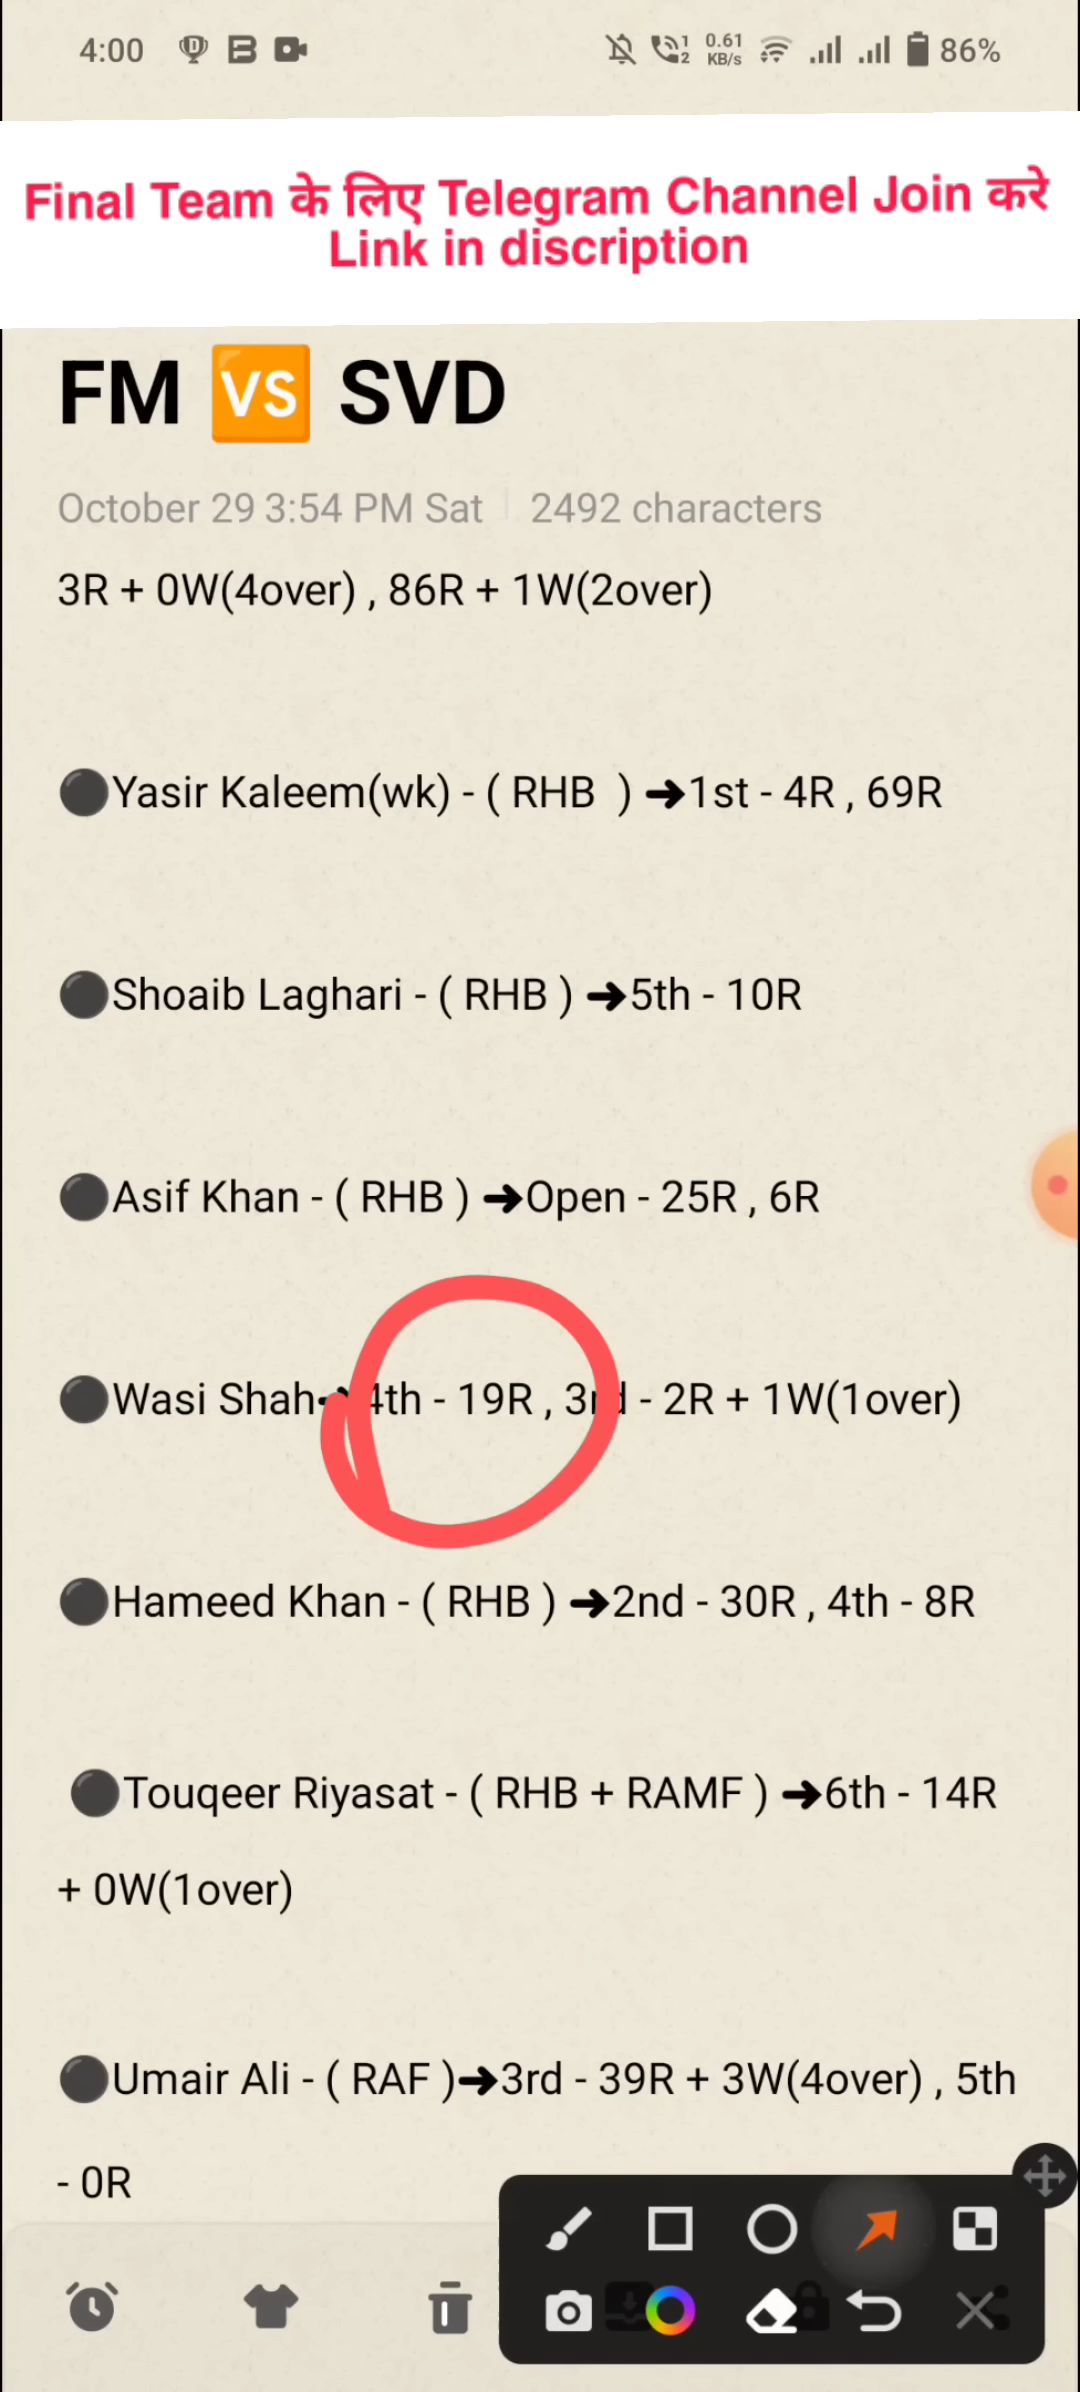 4:00 0.61 KB/s 86%
Final Team के लिए Telegram Channel Join करे
Link in discription
FM VS SVD
October 29 3:54 PM Sat | 2492 characters
3R + 0W(4over) , 86R + 1W(2over)
⚫Yasir Kaleem(wk) - ( RHB ) ➔1st - 4R , 69R
⚫Shoaib Laghari - ( RHB ) ➔5th - 10R
⚫Asif Khan - ( RHB ) ➔Open - 25R , 6R
⚫Wasi Shah➔ 4th - 19R , 3rd - 2R + 1W(1over)
⚫Hameed Khan - ( RHB ) ➔2nd - 30R , 4th - 8R
⚫Touqeer Riyasat - ( RHB + RAMF ) ➔6th - 14R
+ 0W(1over)
⚫Umair Ali - ( RAF )➔3rd - 39R + 3W(4over) , 5th
- 0R